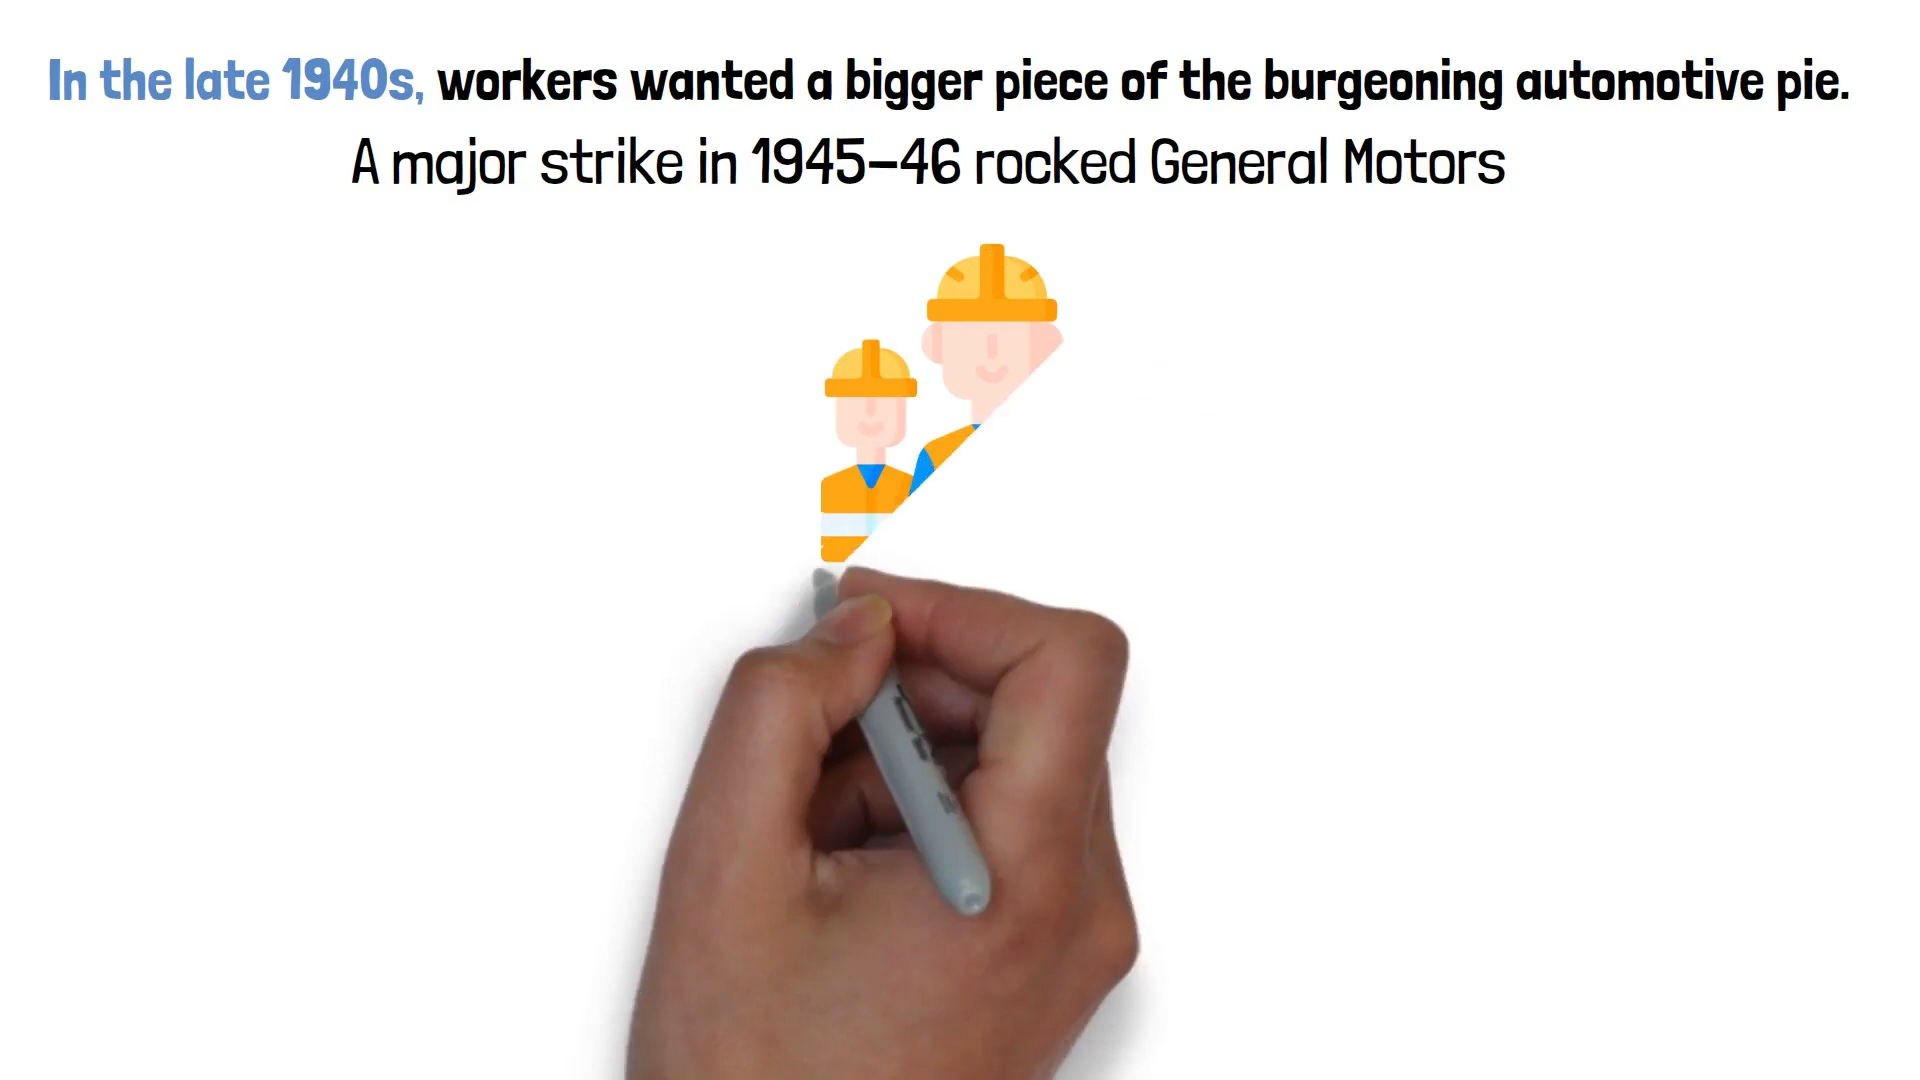 In the late 1940s, workers wanted a bigger piece of the burgeoning automotive pie.
A major strike in 1945–46 rocked General Motors